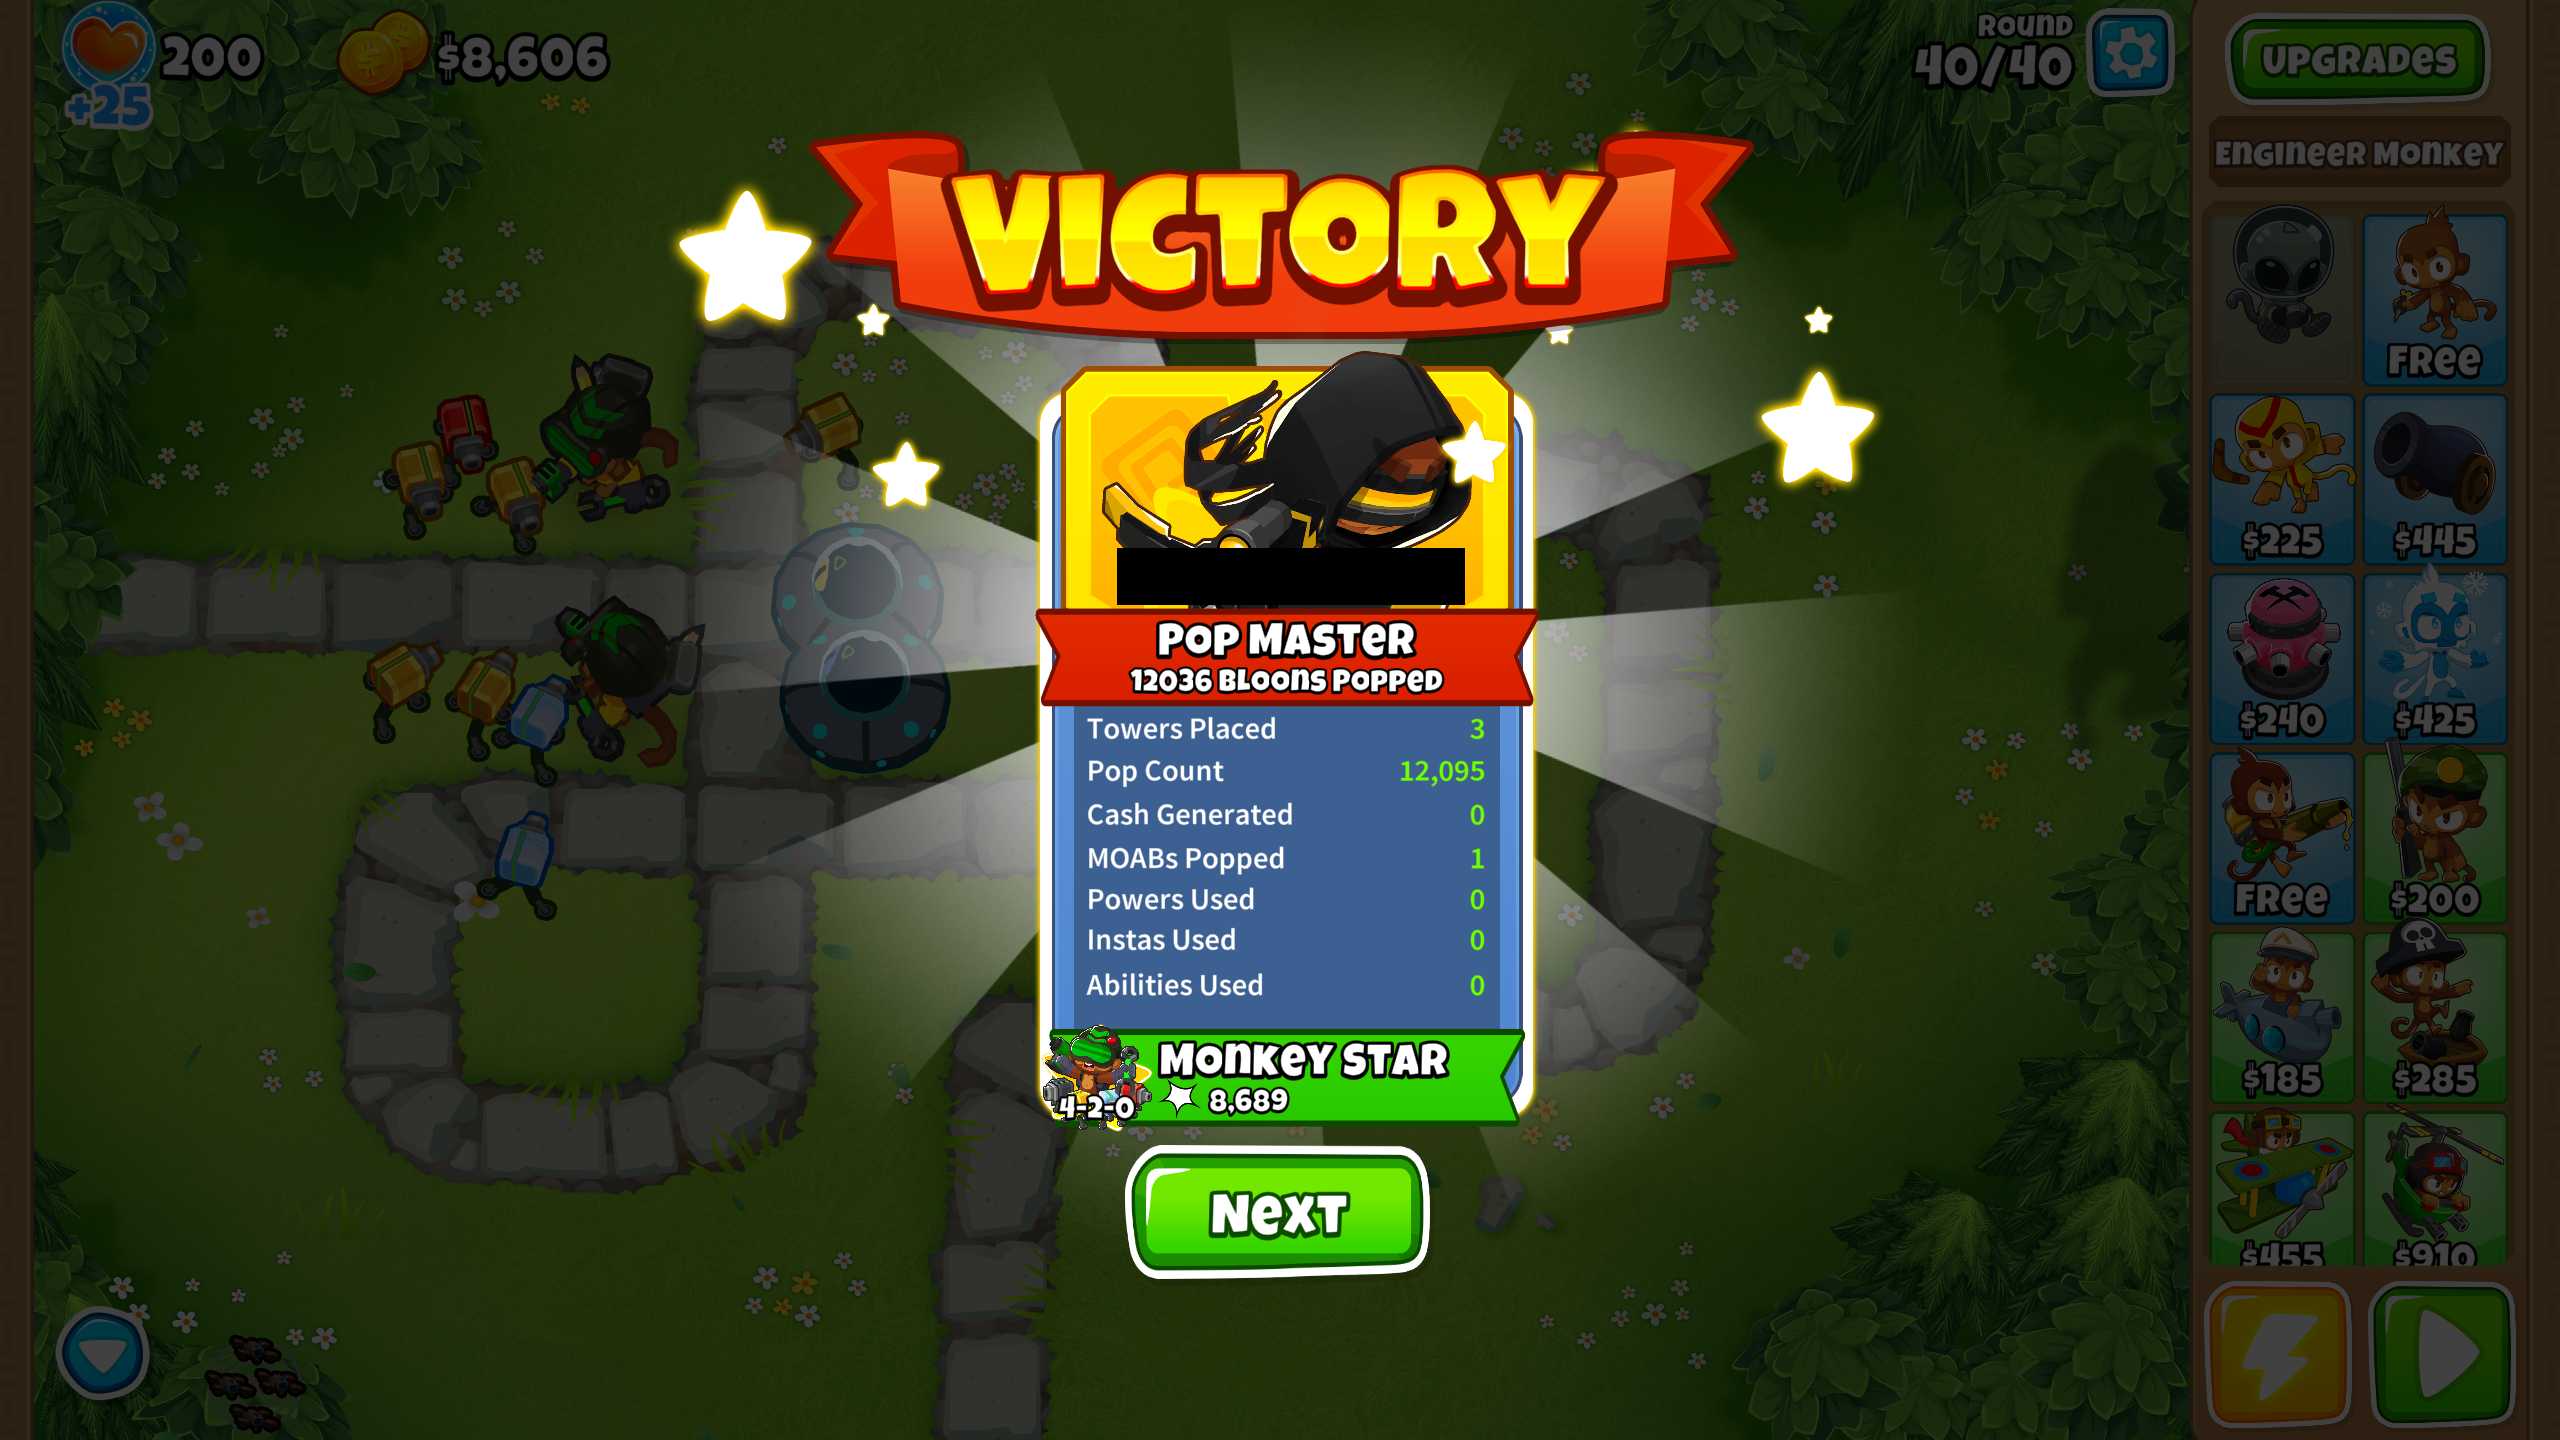 200
+25
$8,606
Round
40/40
Upgrades
Engineer Monkey
VICTORY
Free
$225
$445
$240
$425
Free
$200
$185
$285
$455
$910
Pop Master
12036 Bloons Popped
Towers Placed 3
Pop Count 12,095
Cash Generated 0
MOABs Popped 1
Powers Used 0
Instas Used 0
Abilities Used 0
Monkey Star
4-2-0
8,689
Next